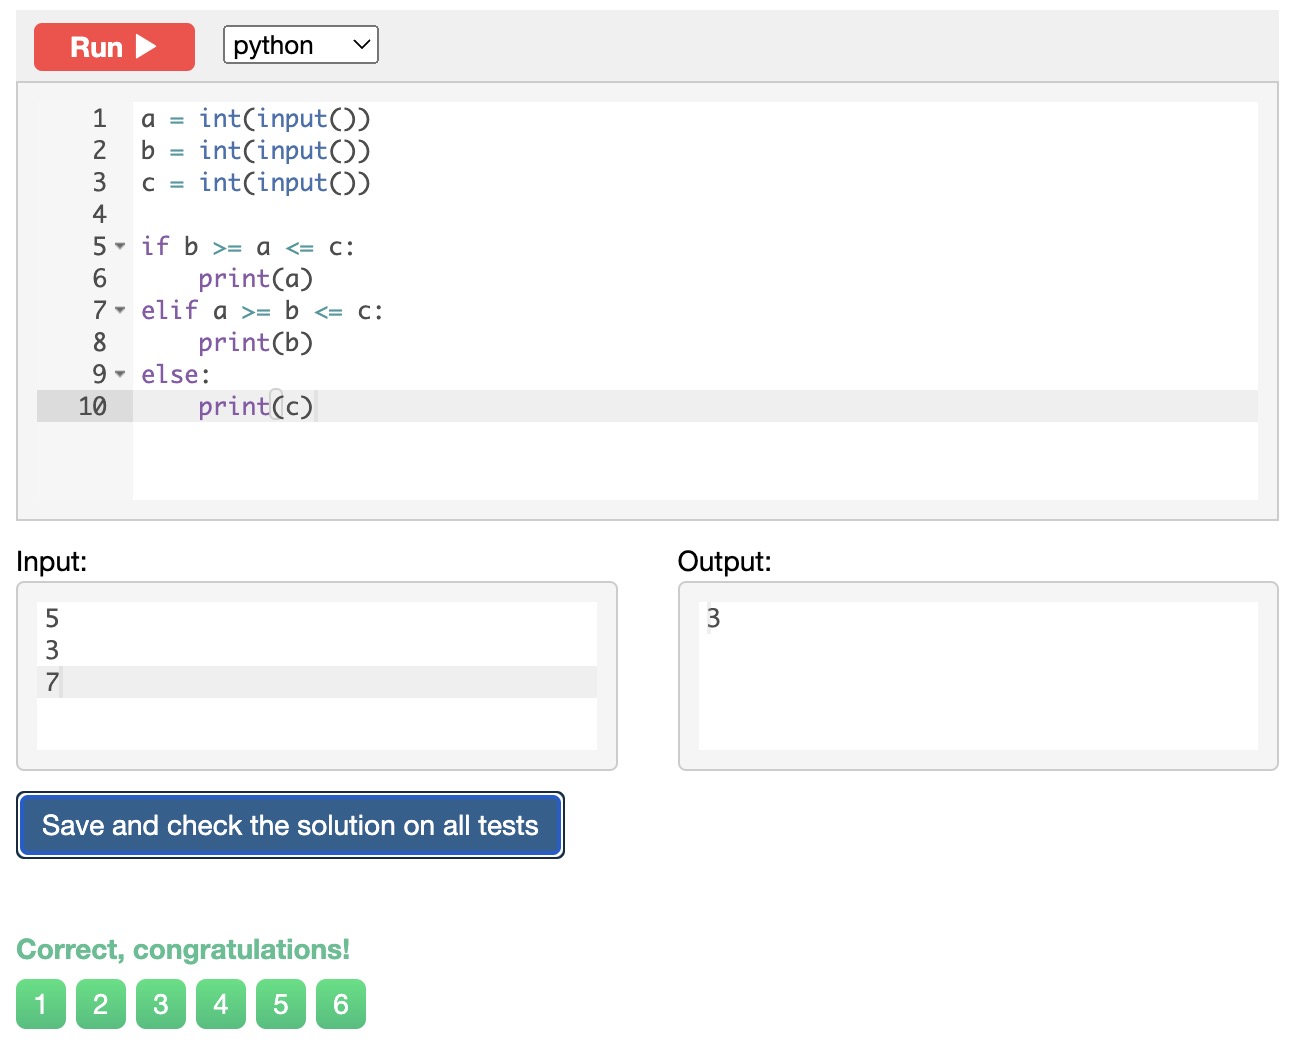 Run
python
1 a = int(input())
2 b = int(input())
3 c = int(input())
4
5 if b >= a <= c:
6     print(a)
7 elif a >= b <= c:
8     print(b)
9 else:
10     print(c)
Input:
5
3
7
Output:
3
Save and check the solution on all tests
Correct, congratulations!
1 2 3 4 5 6